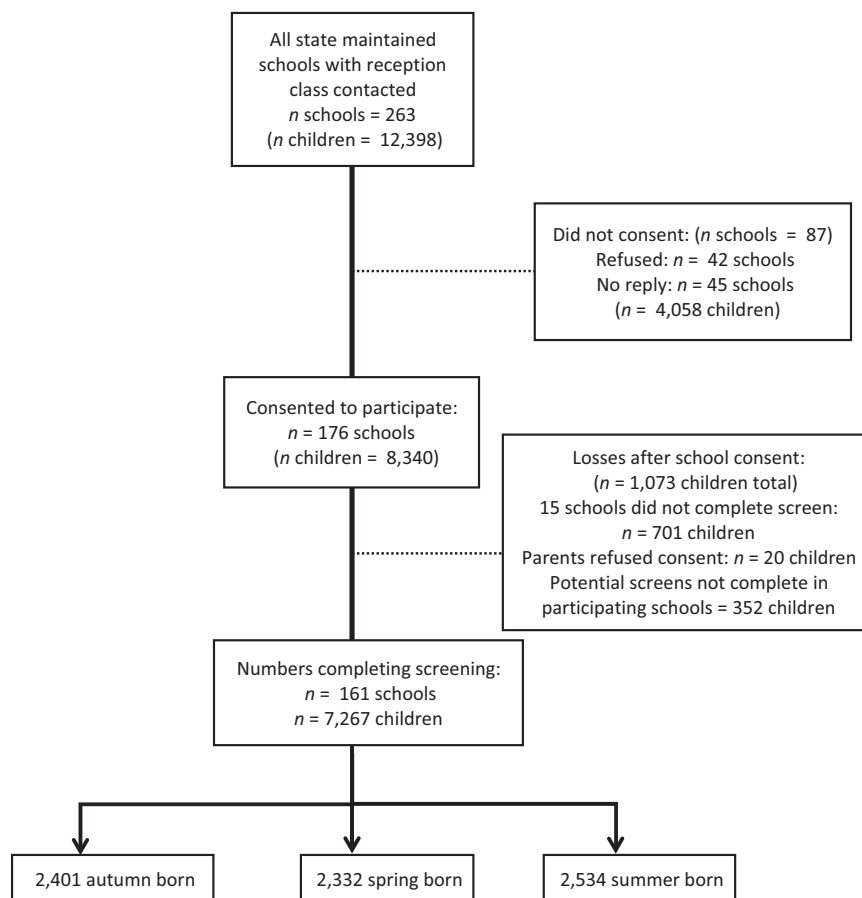 All state maintained
schools with reception
class contacted
n schools = 263
(n children = 12,398)
Did not consent: (n schools = 87)
Refused: n = 42 schools
No reply: n = 45 schools
(n = 4,058 children)
Consented to participate:
n = 176 schools
(n children = 8,340)
Losses after school consent:
(n = 1,073 children total)
15 schools did not complete screen:
n = 701 children
Parents refused consent: n = 20 children
Potential screens not complete in
participating schools = 352 children
Numbers completing screening:
n = 161 schools
n = 7,267 children
2,401 autumn born
2,332 spring born
2,534 summer born